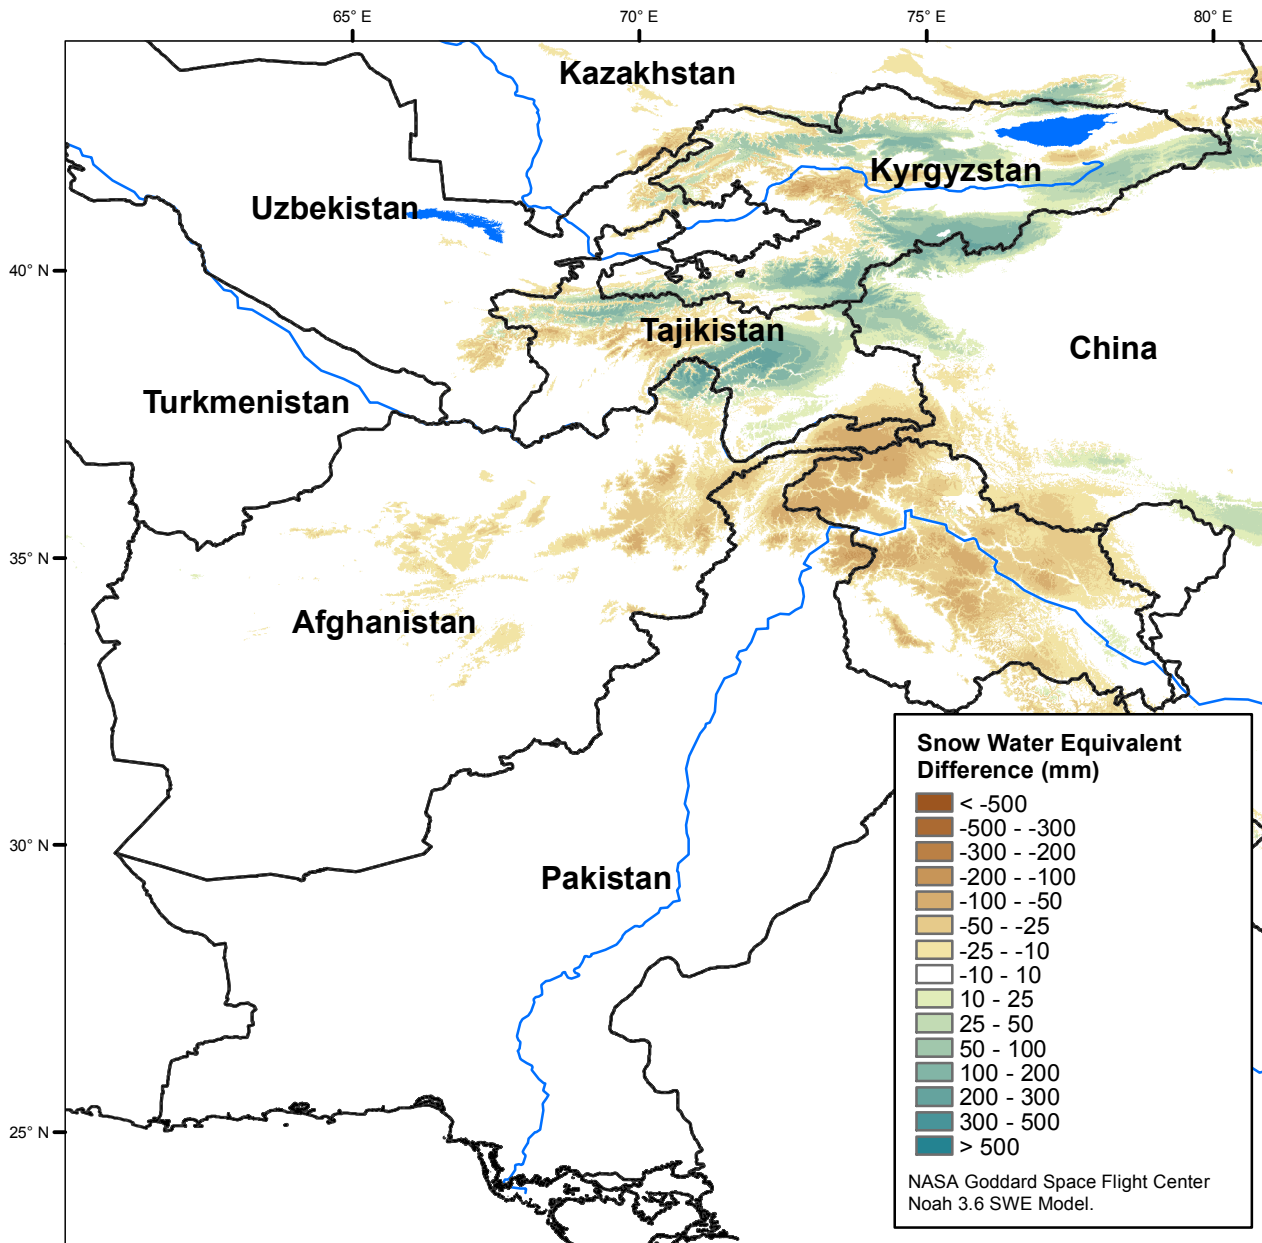 65° E
70° E
75° E
80° E
Kazakhstan
Kyrgyzstan
Uzbekistan
40° N
Tajikistan
China
Turkmenistan
35° N
Afghanistan
30° N
Pakistan
25° N
Snow Water Equivalent
Difference (mm)
< -500
-500 - -300
-300 - -200
-200 - -100
-100 - -50
-50 - -25
-25 - -10
-10 - 10
10 - 25
25 - 50
50 - 100
100 - 200
200 - 300
300 - 500
> 500
NASA Goddard Space Flight Center
Noah 3.6 SWE Model.